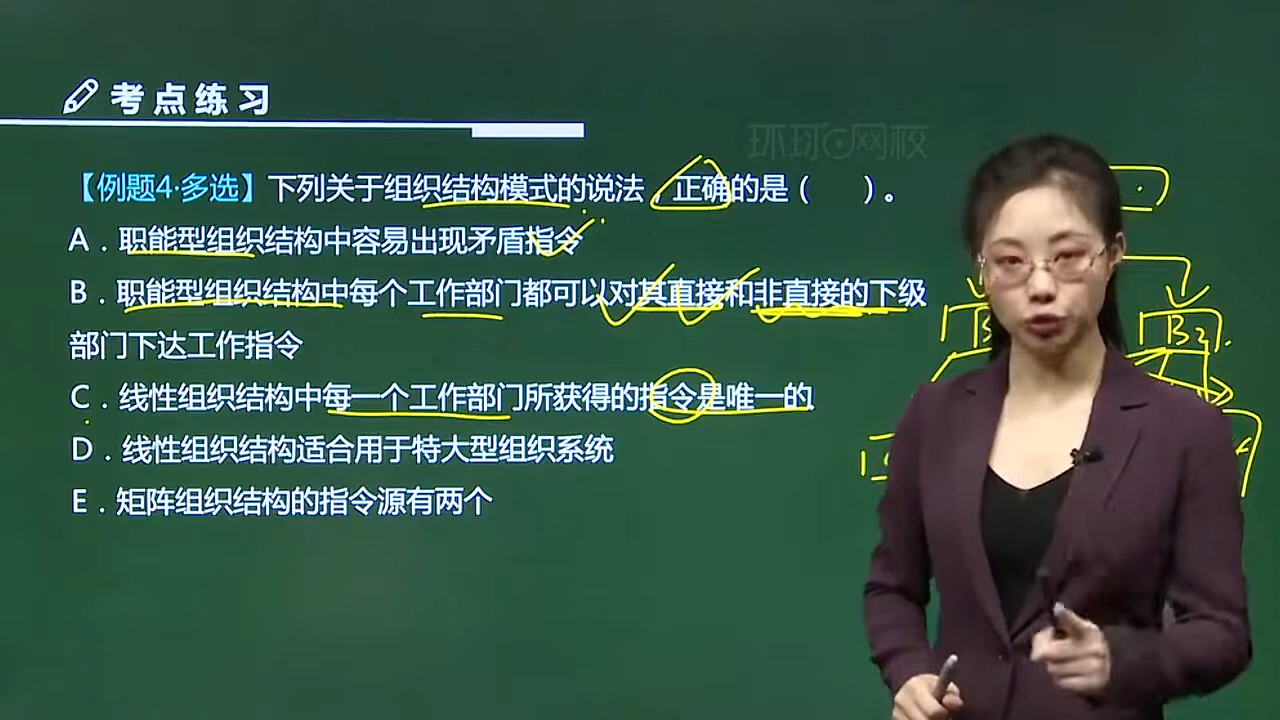 考点练习
环球网校
【例题4·多选】下列关于组织结构模式的说法，正确的是（ ）。
A．职能型组织结构中容易出现矛盾指令
B．职能型组织结构中每个工作部门都可以对其直接和非直接的下级
部门下达工作指令
C．线性组织结构中每一个工作部门所获得的指令是唯一的
D．线性组织结构适合用于特大型组织系统
E．矩阵组织结构的指令源有两个
B2